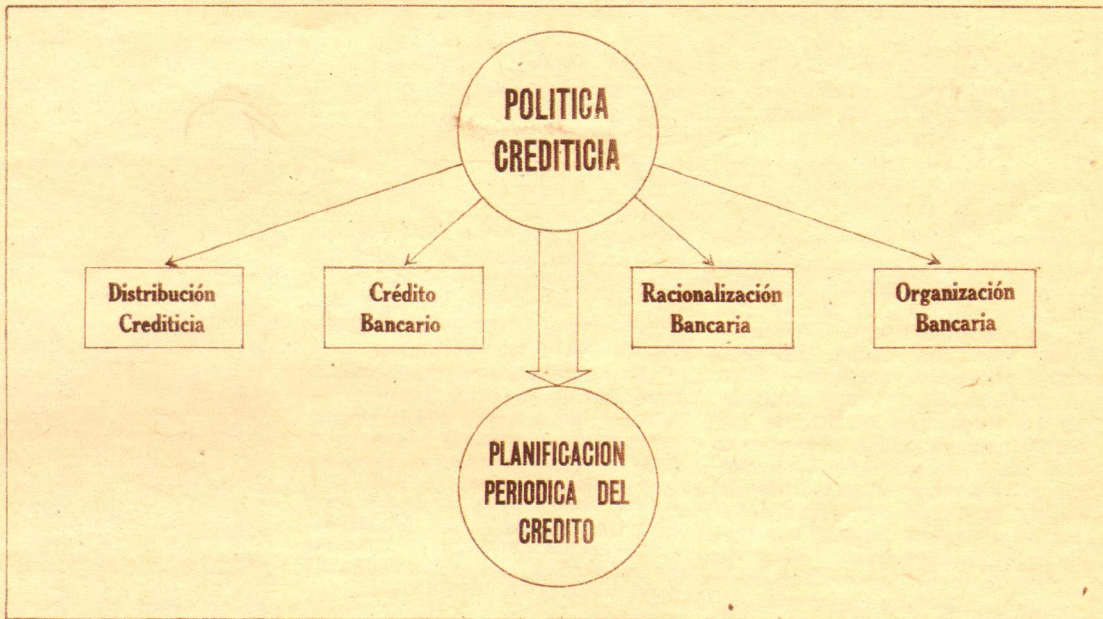 POLITICA
CREDITICIA
Distribución
Crediticia
Crédito
Bancario
Racionalización
Bancaria
Organización
Bancaria
PLANIFICACION
PERIODICA DEL
CREDITO